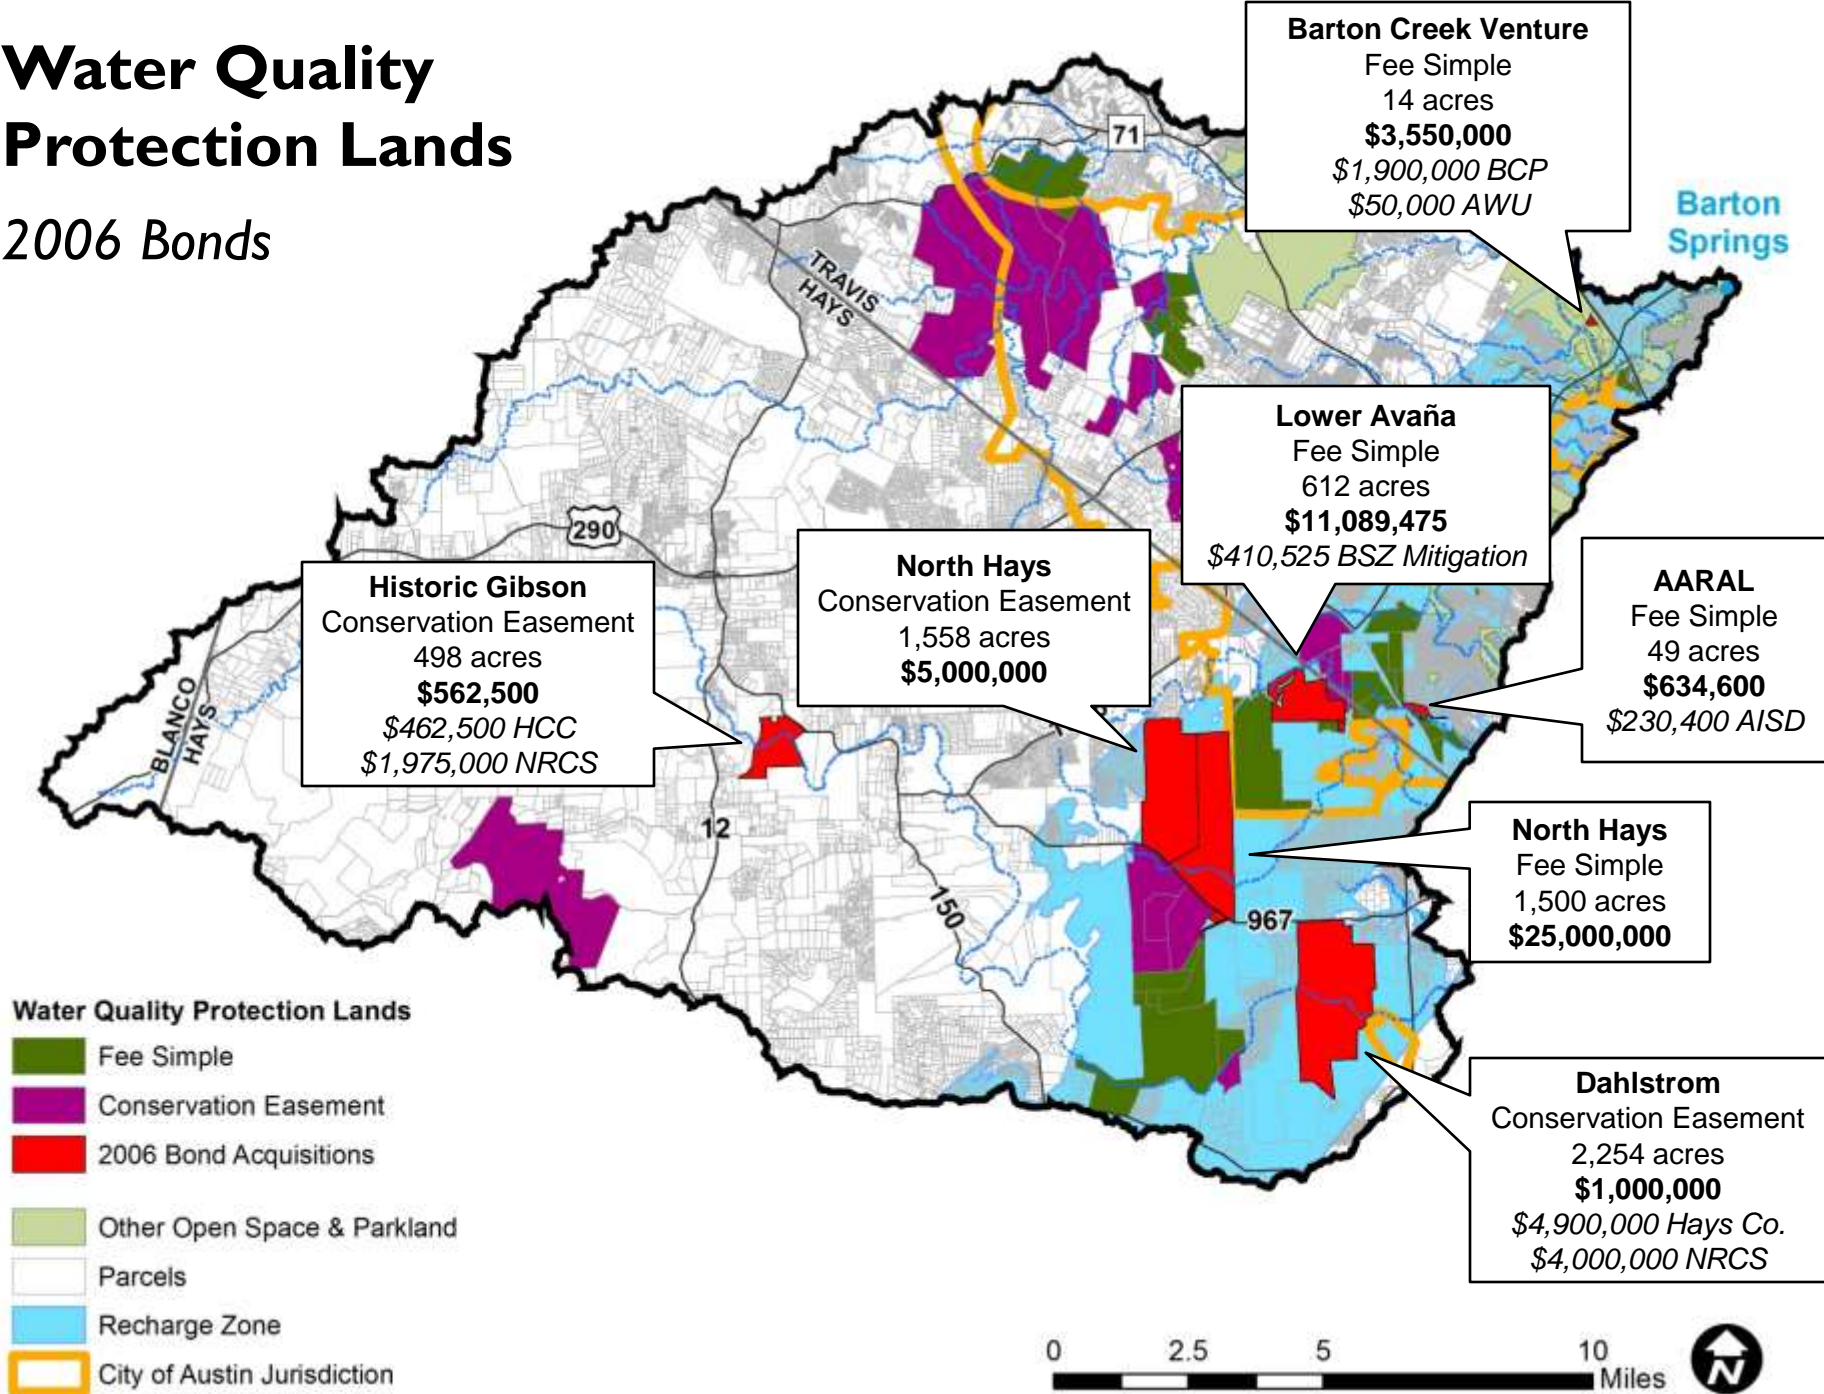 Water Quality
Protection Lands
2006 Bonds
Barton Creek Venture
Fee Simple
14 acres
$3,550,000
$1,900,000 BCP
$50,000 AWU
Barton
Springs
71
TRAVIS
HAYS
Lower Avaña
Fee Simple
612 acres
$11,089,475
$410,525 BSZ Mitigation
290
North Hays
Conservation Easement
1,558 acres
$5,000,000
Historic Gibson
Conservation Easement
498 acres
$562,500
$462,500 HCC
$1,975,000 NRCS
AARAL
Fee Simple
49 acres
$634,600
$230,400 AISD
BLANCO
HAYS
12
150
967
North Hays
Fee Simple
1,500 acres
$25,000,000
Dahlstrom
Conservation Easement
2,254 acres
$1,000,000
$4,900,000 Hays Co.
$4,000,000 NRCS
Water Quality Protection Lands
Fee Simple
Conservation Easement
2006 Bond Acquisitions
Other Open Space & Parkland
Parcels
Recharge Zone
City of Austin Jurisdiction
0 2.5 5 10
Miles
N